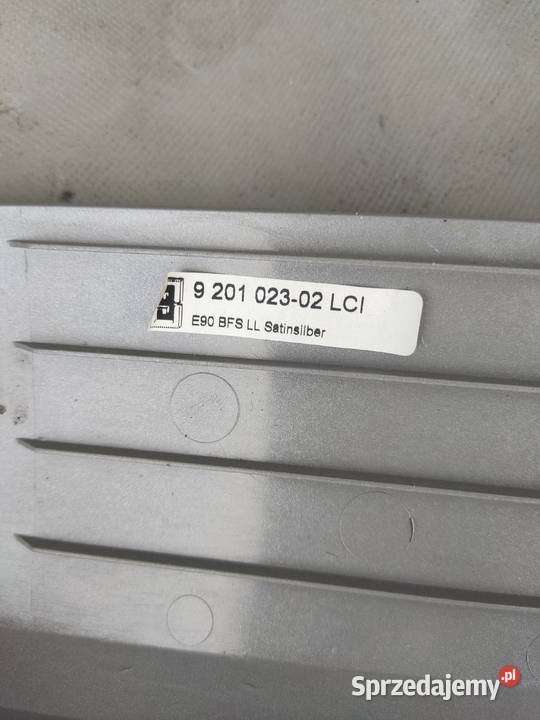 9 201 023-02 LCI
E90 BFS LL Satinsilber
Sprzedajemy.pl